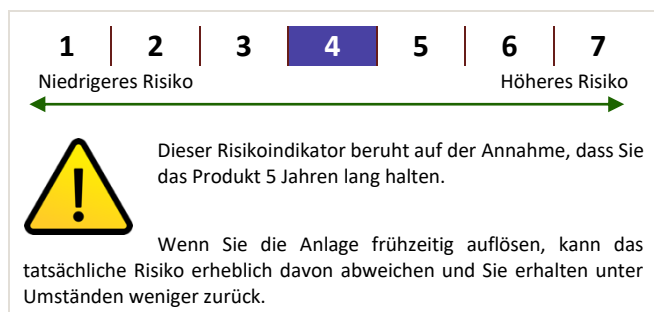 1 2 3 4 5 6 7
Niedrigeres Risiko Höheres Risiko
Dieser Risikoindikator beruht auf der Annahme, dass Sie
das Produkt 5 Jahren lang halten.
Wenn Sie die Anlage frühzeitig auflösen, kann das
tatsächliche Risiko erheblich davon abweichen und Sie erhalten unter
Umständen weniger zurück.